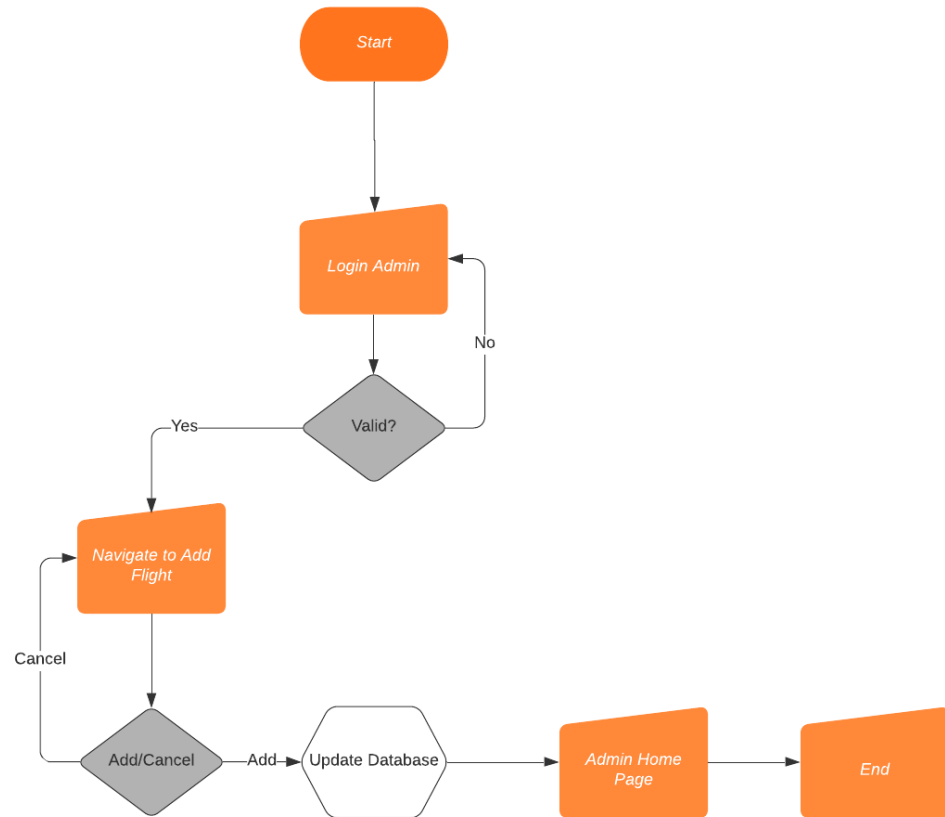 Start
Login Admin
No
Valid?
Yes
Navigate to Add
Flight
Cancel
Add/Cancel
Add
Update Database
Admin Home
Page
End